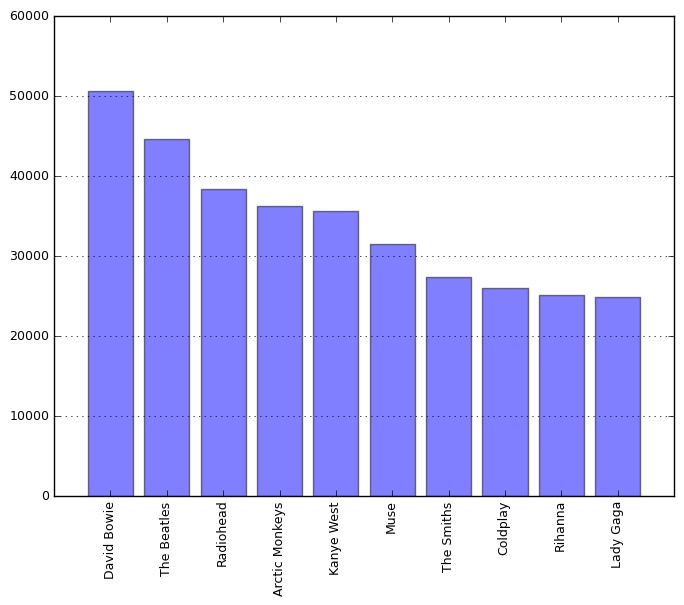 60000
50000
40000
30000
20000
10000
0
David Bowie
The Beatles
Radiohead
Arctic Monkeys
Kanye West
Muse
The Smiths
Coldplay
Rihanna
Lady Gaga